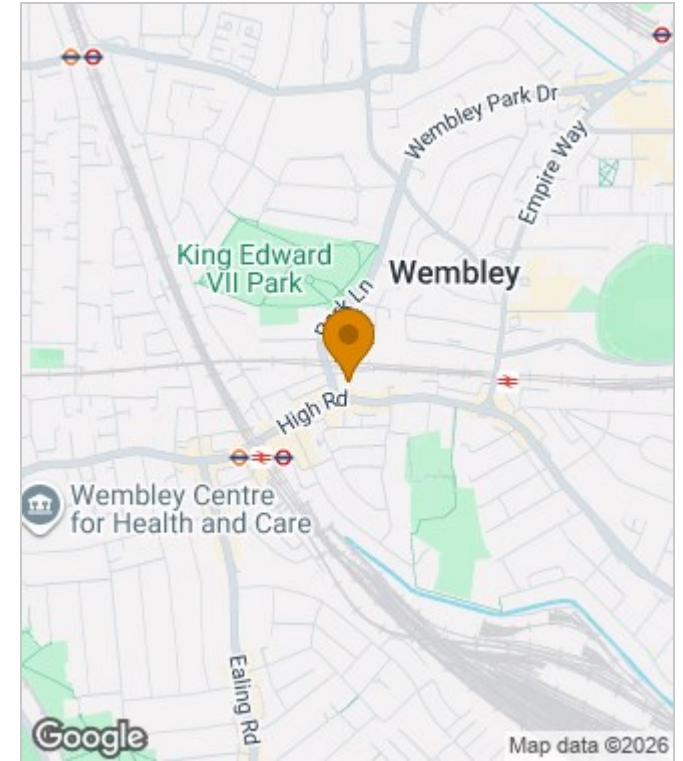 Wembley Park Dr
Empire Way
King Edward
VII Park
Wembley
Park Ln
High Rd
Wembley Centre
for Health and Care
Ealing Rd
Google
Map data ©2026